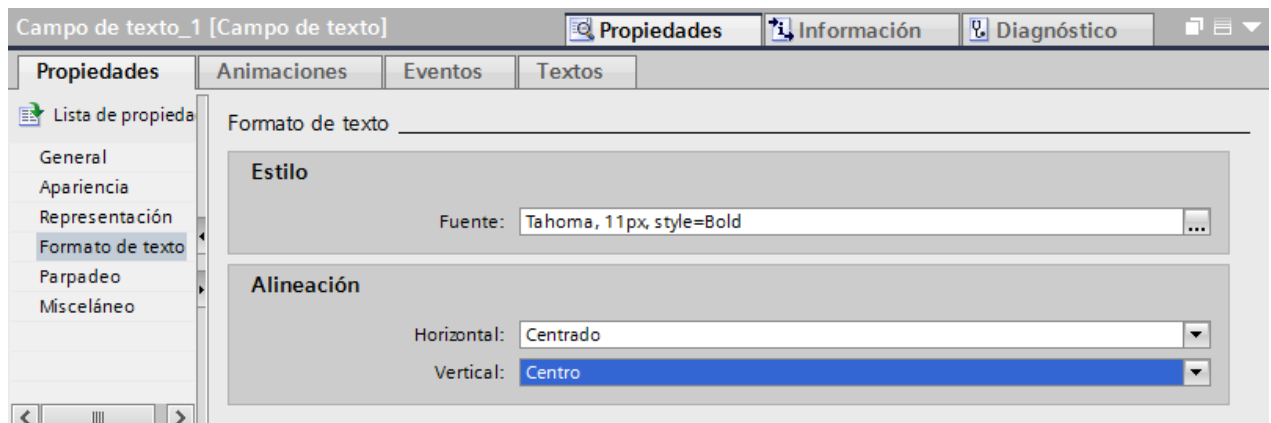 Campo de texto_1 [Campo de texto] Propiedades Información Diagnóstico
Propiedades Animaciones Eventos Textos
Lista de propieda
Formato de texto
General
Apariencia
Representación
Formato de texto
Parpadeo
Misceláneo
Estilo
Fuente: Tahoma, 11px, style=Bold ...
Alineación
Horizontal: Centrado
Vertical: Centro